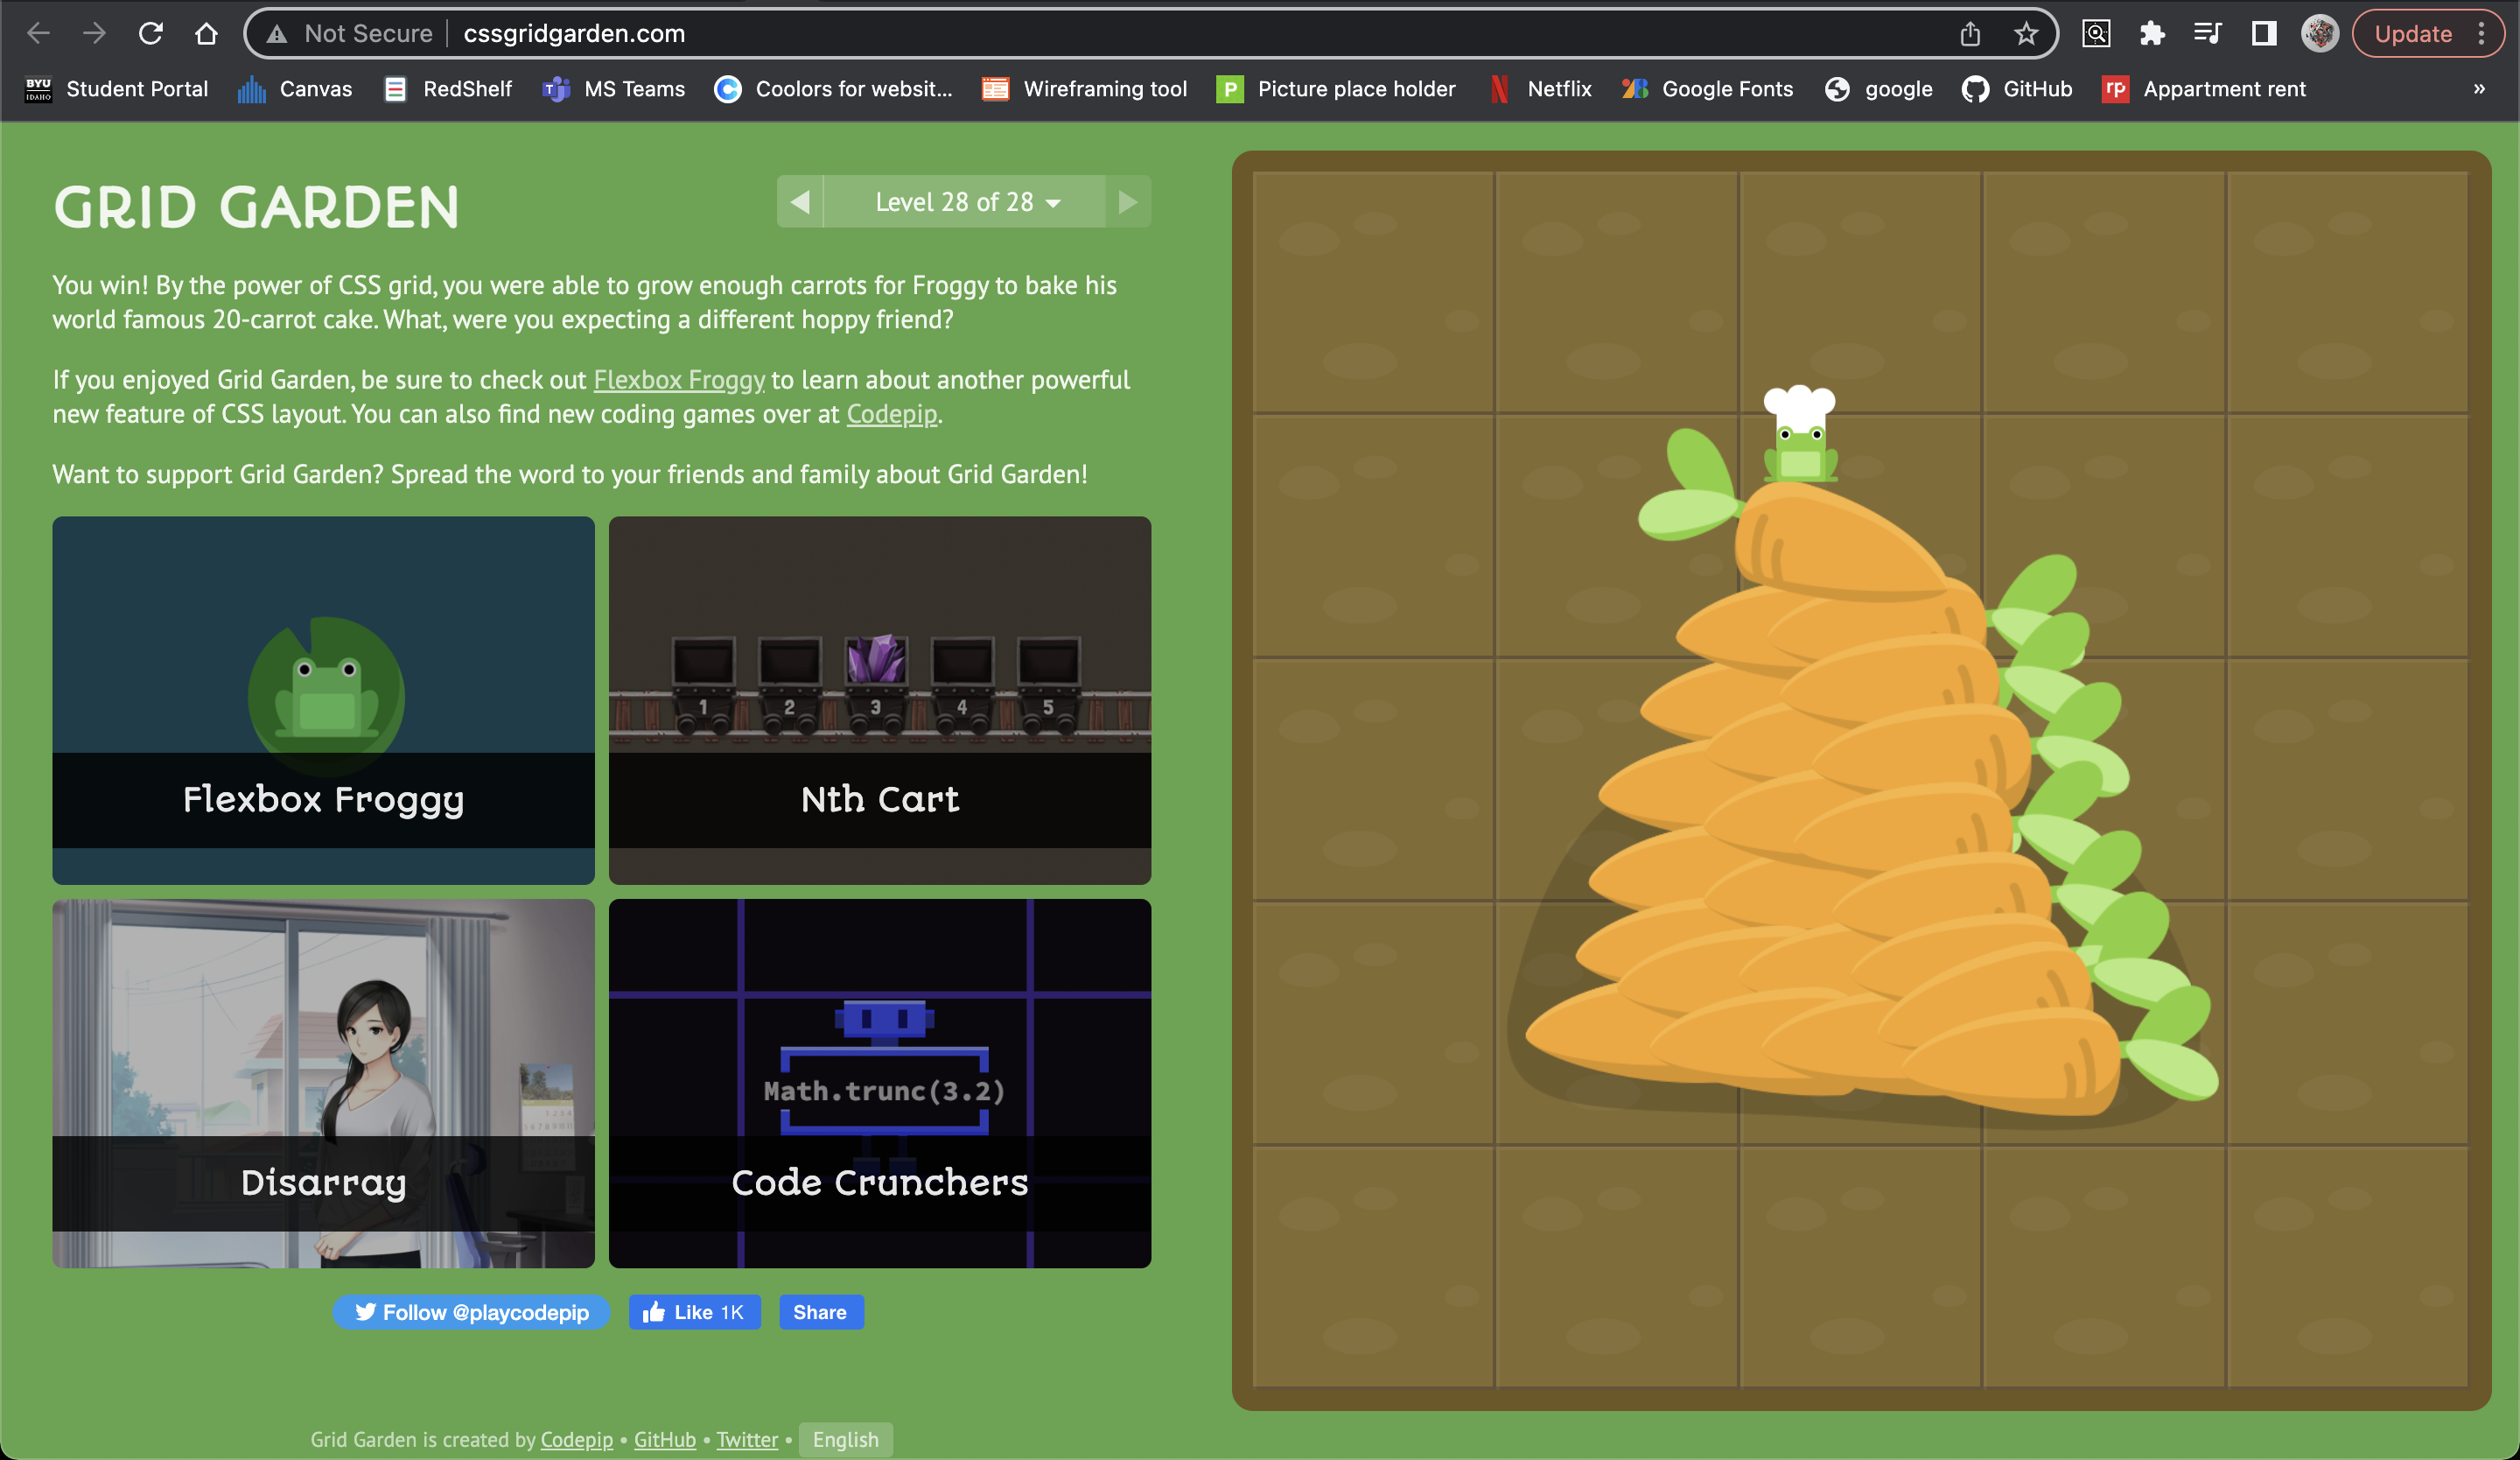 Not Secure cssgridgarden.com Update
BYU IDAHO Student Portal Canvas RedShelf MS Teams Coolors for websit... Wireframing tool P Picture place holder Netflix Google Fonts google GitHub rp Appartment rent »
GRID GARDEN
Level 28 of 28
You win! By the power of CSS grid, you were able to grow enough carrots for Froggy to bake his
world famous 20-carrot cake. What, were you expecting a different hoppy friend?
If you enjoyed Grid Garden, be sure to check out Flexbox Froggy to learn about another powerful
new feature of CSS layout. You can also find new coding games over at Codepip.
Want to support Grid Garden? Spread the word to your friends and family about Grid Garden!
Flexbox Froggy
1 2 3 4 5
Nth Cart
Disarray
Math.trunc(3.2)
Code Crunchers
Follow @playcodepip Like 1K Share
Grid Garden is created by Codepip • GitHub • Twitter • English